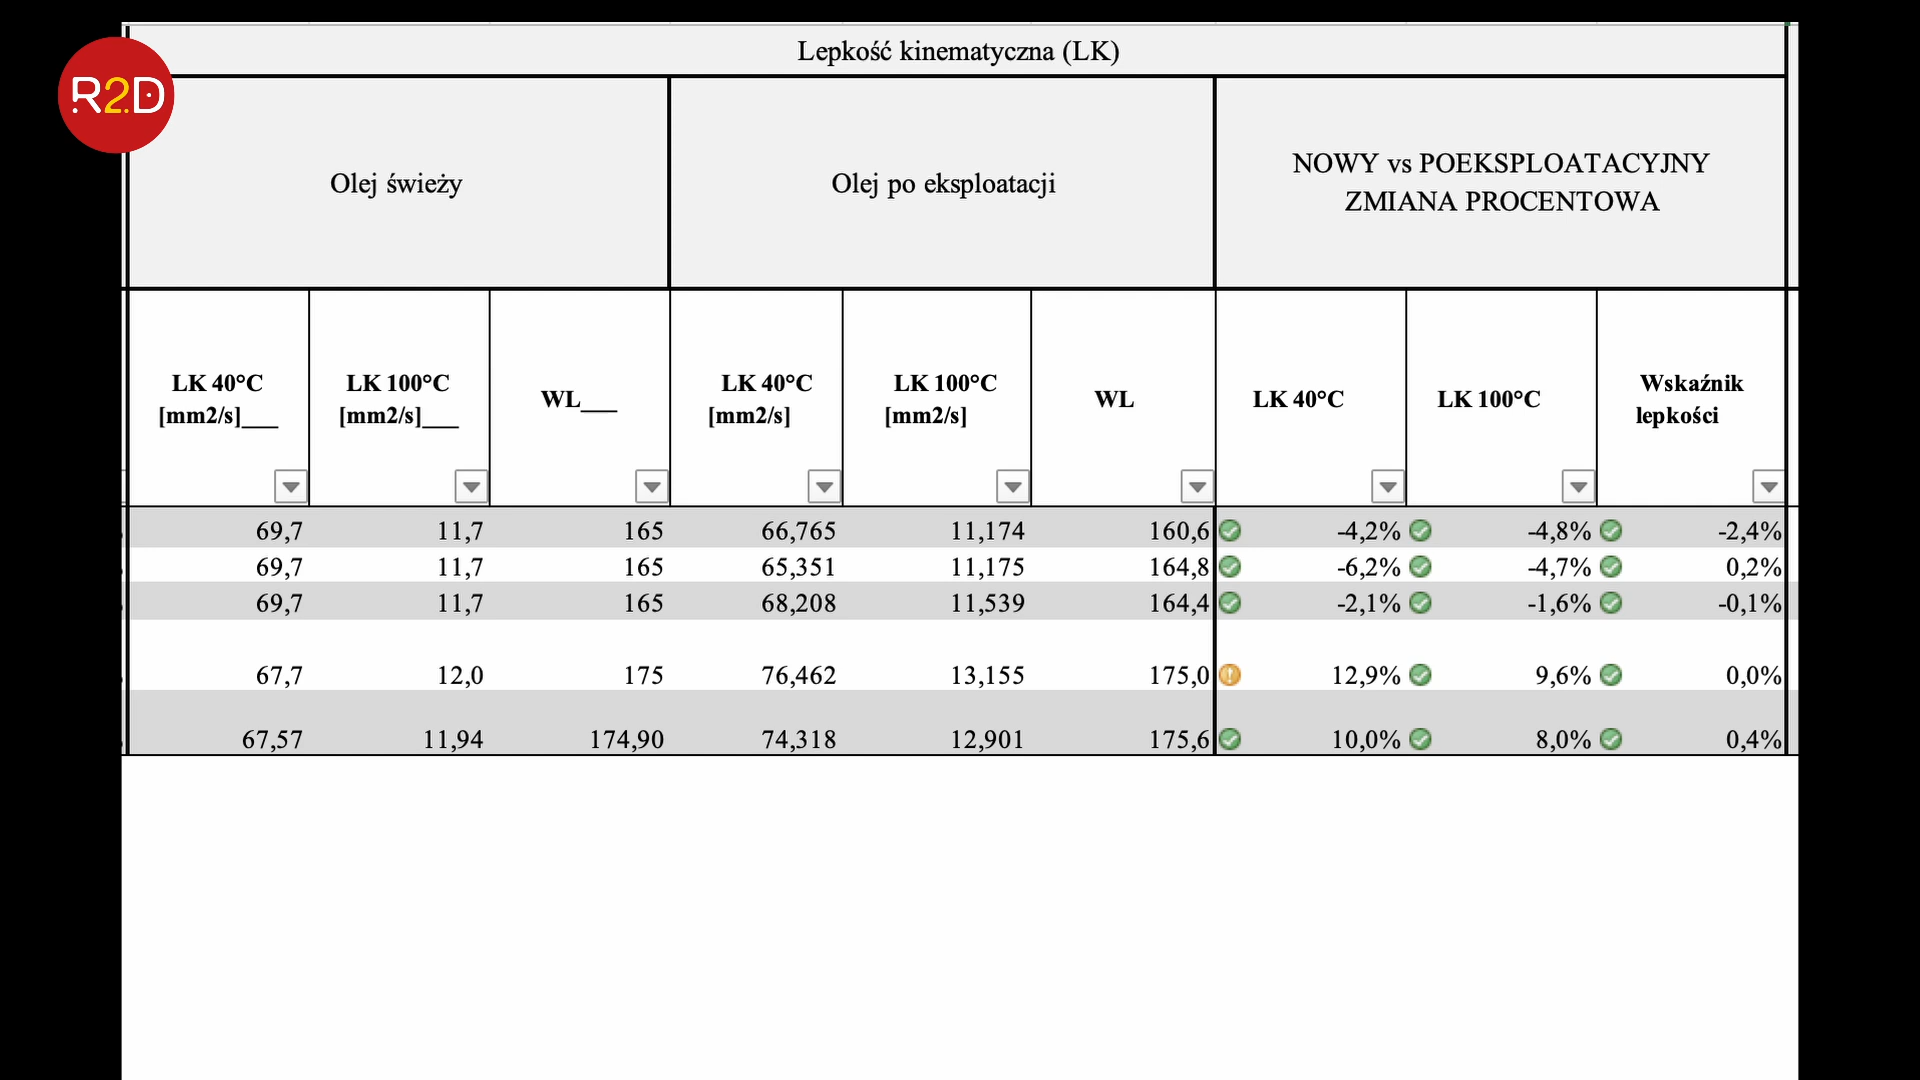 Lepkość kinematyczna (LK)
R2D
Olej świeży
Olej po eksploatacji
NOWY vs POEKSPLOATACYJNY
ZMIANA PROCENTOWA
LK 40°C
[mm2/s]___
LK 100°C
[mm2/s]___
WL___
LK 40°C
[mm2/s]
LK 100°C
[mm2/s]
WL
LK 40°C
LK 100°C
Wskaźnik
lepkości
69,7 11,7 165 66,765 11,174 160,6 -4,2% -4,8% -2,4%
69,7 11,7 165 65,351 11,175 164,8 -6,2% -4,7% 0,2%
69,7 11,7 165 68,208 11,539 164,4 -2,1% -1,6% -0,1%
67,7 12,0 175 76,462 13,155 175,0 12,9% 9,6% 0,0%
67,57 11,94 174,90 74,318 12,901 175,6 10,0% 8,0% 0,4%